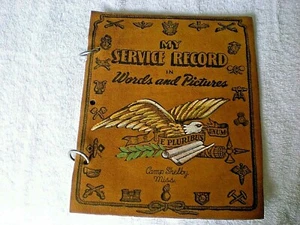 MY
SERVICE RECORD
IN
Words and Pictures
E PLURIBUS
UNUM
Camp Shelby
Miss.